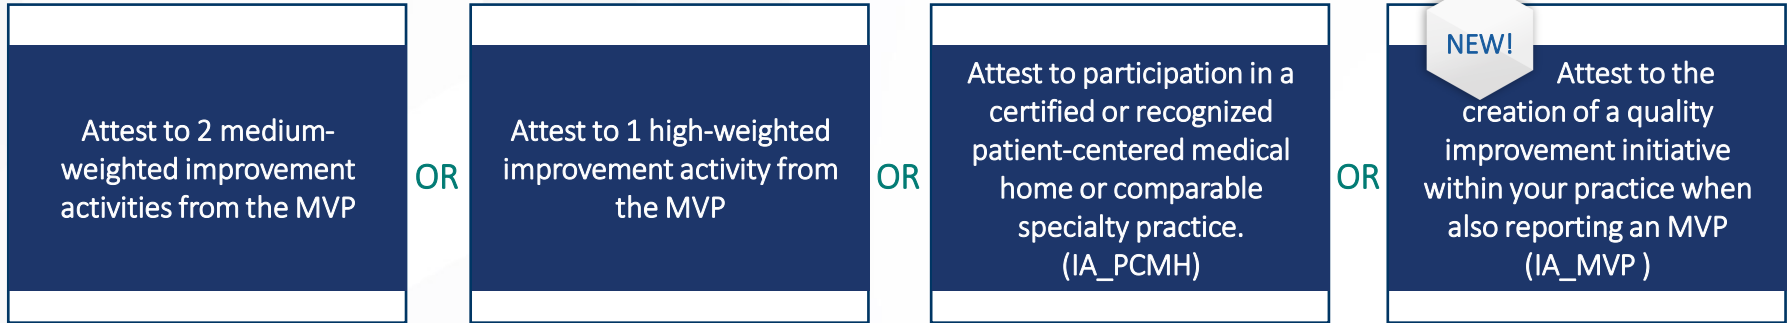 Attest to 2 medium-
weighted improvement
activities from the MVP
OR
Attest to 1 high-weighted
improvement activity from
the MVP
OR
Attest to participation in a
certified or recognized
patient-centered medical
home or comparable
specialty practice.
(IA_PCMH)
OR
NEW!
Attest to the
creation of a quality
improvement initiative
within your practice when
also reporting an MVP
(IA_MVP )